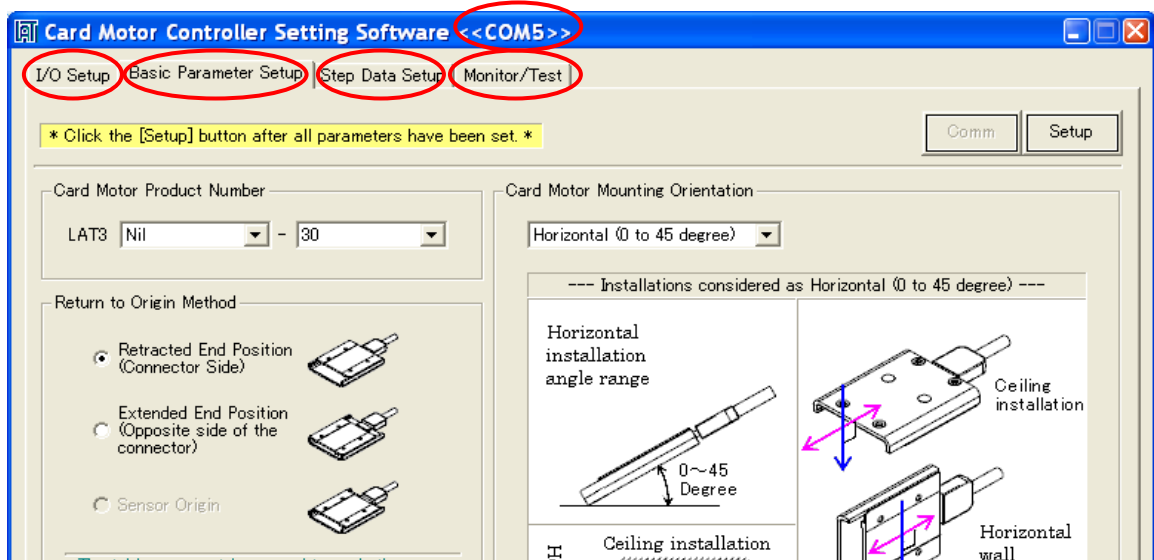 Card Motor Controller Setting Software <<COM5>>
I/O Setup Basic Parameter Setup Step Data Setup Monitor/Test
* Click the [Setup] button after all parameters have been set. *
Comm Setup
Card Motor Product Number
LAT3 Nil - 30
Return to Origin Method
Retracted End Position
(Connector Side)
Extended End Position
(Opposite side of the
connector)
Sensor Origin
Card Motor Mounting Orientation
Horizontal (0 to 45 degree)
--- Installations considered as Horizontal (0 to 45 degree) ---
Horizontal
installation
angle range
0~45
Degree
Ceiling
installation
Ceiling installation
H
Horizontal
wall